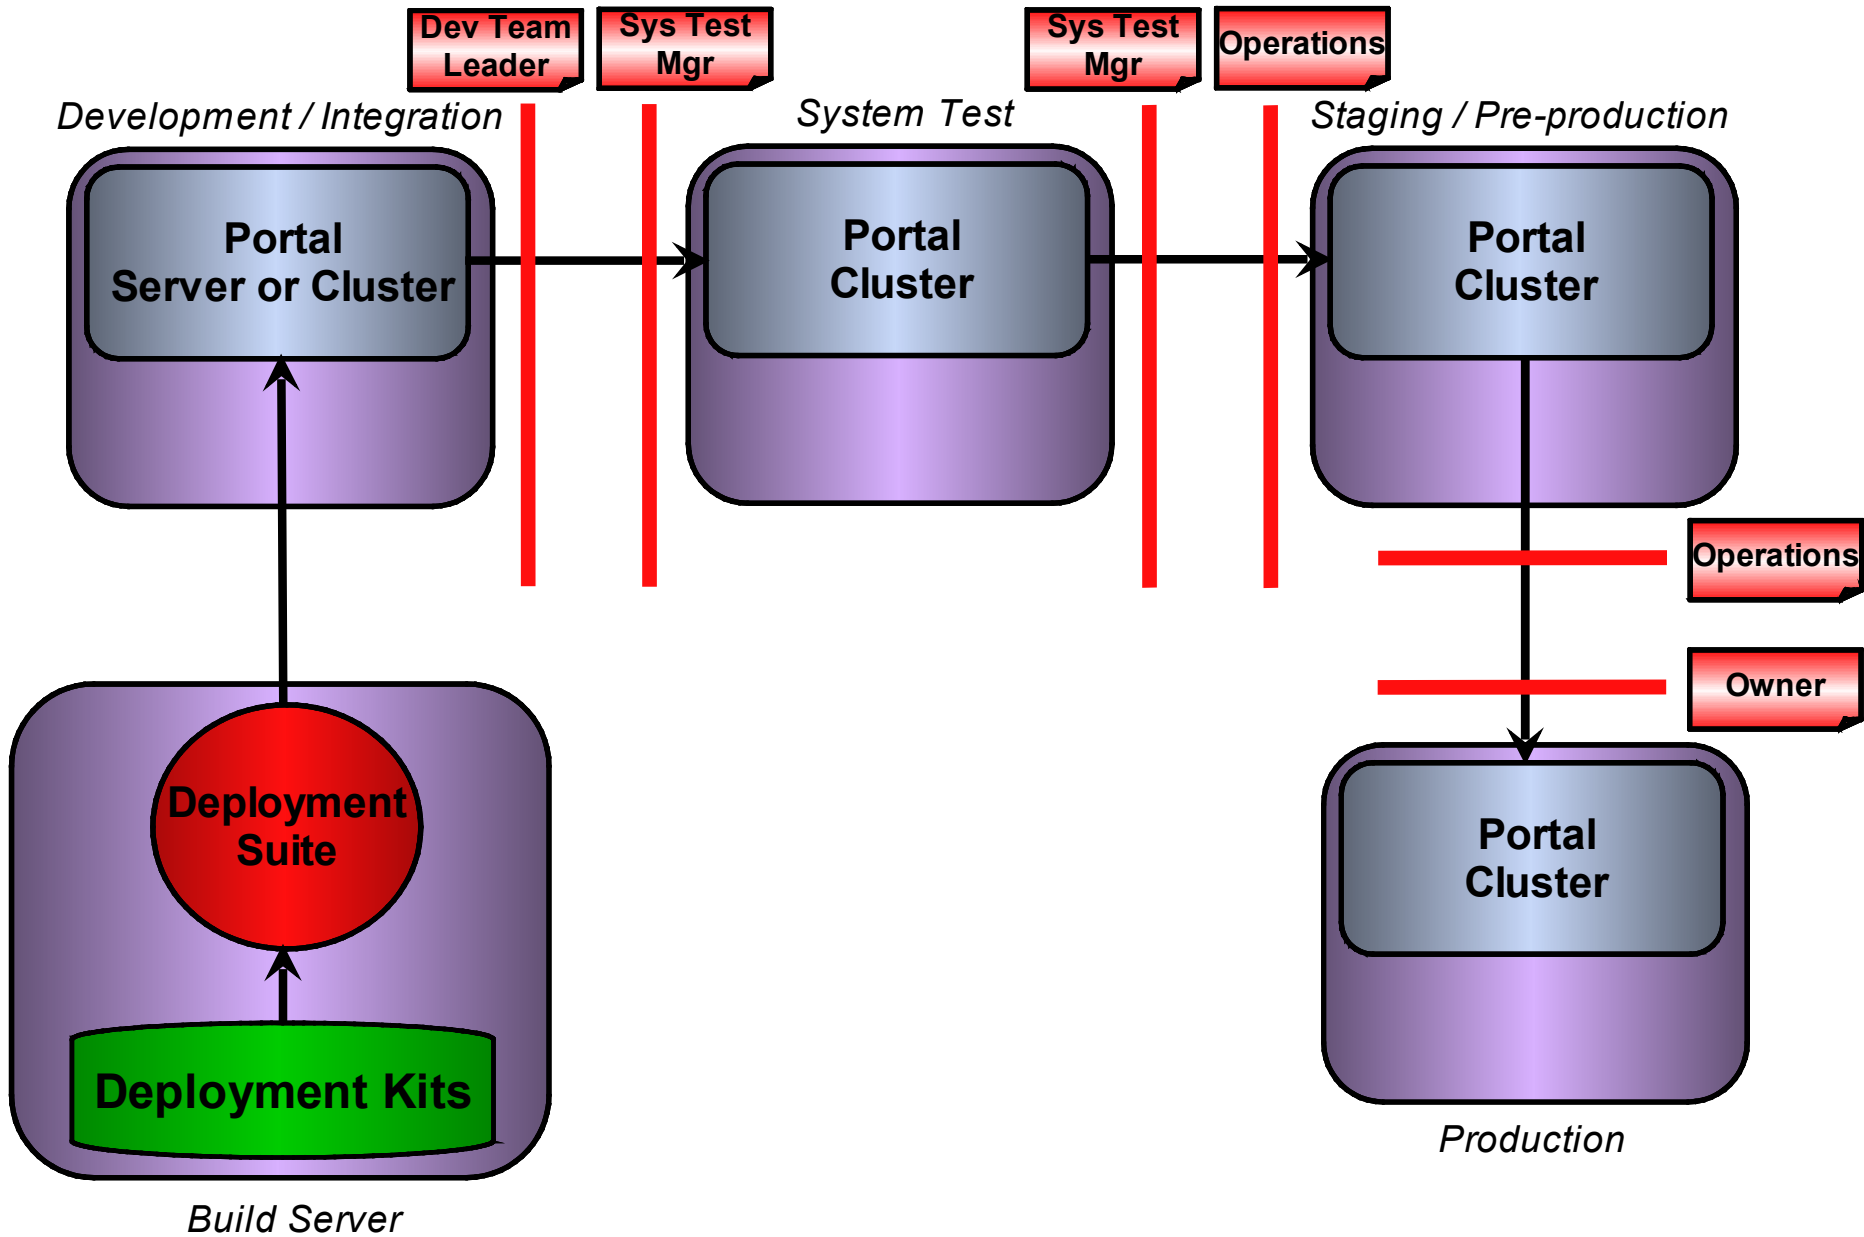 Dev Team
Leader
Sys Test
Mgr
Sys Test
Mgr
Operations
Development / Integration
System Test
Staging / Pre-production
Portal
Server or Cluster
Portal
Cluster
Portal
Cluster
Operations
Owner
Deployment
Suite
Portal
Cluster
Deployment Kits
Production
Build Server